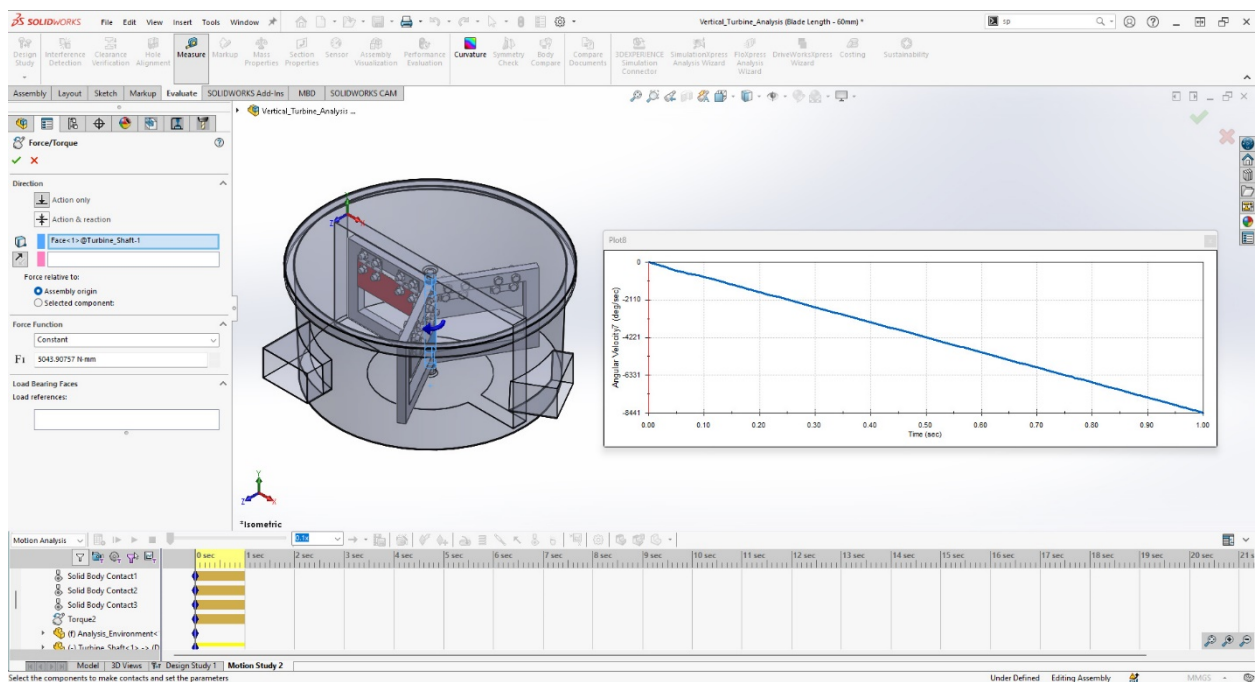 SOLIDWORKS File Edit View Insert Tools Window Vertical_Turbine_Analysis (Blade Length - 60mm) * sp
Design Study
Interference Detection
Clearance Verification
Hole Alignment
Measure
Markup
Mass Properties
Section Properties
Sensor
Assembly Visualization
Performance Evaluation
Curvature
Symmetry Check
Body Compare
Compare Documents
3DEXPERIENCE Simulation Connector
SimulationXpress Analysis Wizard
FloXpress Analysis Wizard
DriveWorksXpress Wizard
Costing
Sustainability
Assembly Layout Sketch Markup Evaluate SOLIDWORKS Add-Ins MBD SOLIDWORKS CAM
Vertical_Turbine_Analysis ...
Force/Torque
Direction
Action only
Action & reaction
Face<1>@Turbine_Shaft-1
Force relative to:
Assembly origin
Selected component:
Force Function
Constant
F1 5043.90757 N-mm
Load Bearing Faces
Load references:
Plot8
Angular Velocity7 (deg/sec)
0
-2110
-4221
-6331
-8441
0.00 0.10 0.20 0.30 0.40 0.50 0.60 0.70 0.80 0.90 1.00
Time (sec)
Y
Z X
*Isometric
Motion Analysis 0.1x
0 sec 1 sec 2 sec 3 sec 4 sec 5 sec 6 sec 7 sec 8 sec 9 sec 10 sec 11 sec 12 sec 13 sec 14 sec 15 sec 16 sec 17 sec 18 sec 19 sec 20 sec 21 s
Solid Body Contact1
Solid Body Contact2
Solid Body Contact3
Torque2
(f) Analysis_Environment<
(-) Turbine_Shaft<1> -> (D
Model 3D Views Design Study 1 Motion Study 2
Select the components to make contacts and set the parameters Under Defined Editing Assembly MMGS